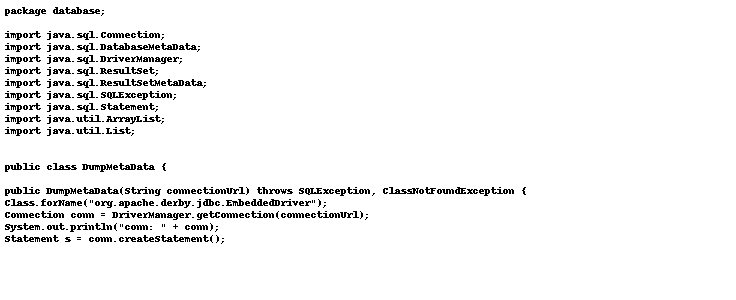 package database;
import java.sql.Connection;
import java.sql.DatabaseMetaData;
import java.sql.DriverManager;
import java.sql.ResultSet;
import java.sql.ResultSetMetaData;
import java.sql.SQLException;
import java.sql.Statement;
import java.util.ArrayList;
import java.util.List;
public class DumpMetaData {
public DumpMetaData(String connectionUrl) throws SQLException, ClassNotFoundException {
Class.forName("org.apache.derby.jdbc.EmbeddedDriver");
Connection conn = DriverManager.getConnection(connectionUrl);
System.out.println("conn: " + conn);
Statement s = conn.createStatement();